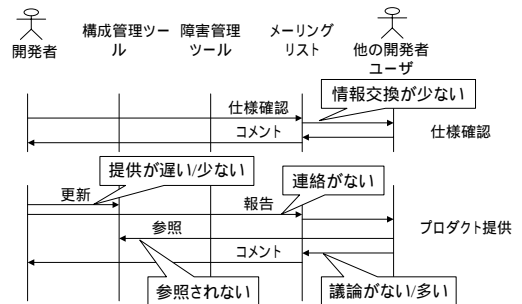 開発者
構成管理ツー
ル
障害管理
ツール
メーリング
リスト
他の開発者
ユーザ
情報交換が少ない
仕様確認
コメント
仕様確認
提供が遅い/少ない
連絡がない
更新
報告
プロダクト提供
参照
コメント
参照されない
議論がない/多い